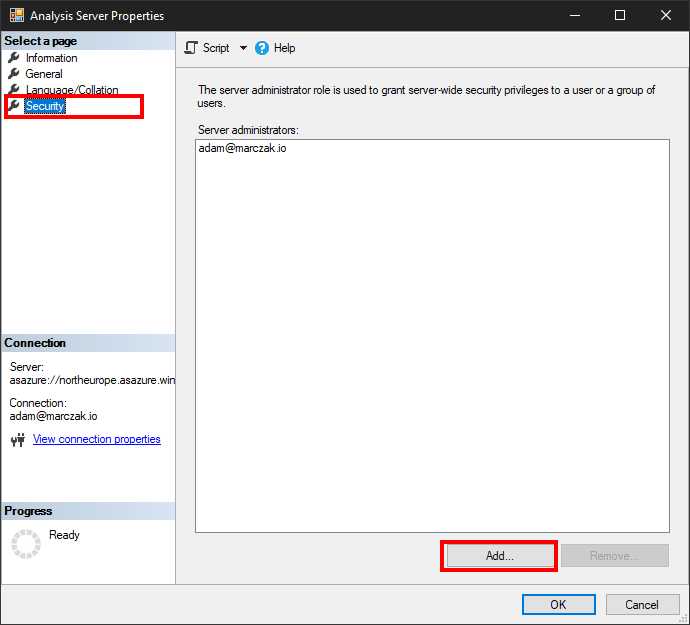 Analysis Server Properties
Select a page
Information
General
Language/Collation
Security
Script
Help
The server administrator role is used to grant server-wide security privileges to a user or a group of
users.
Server administrators:
adam@marczak.io
Connection
Server:
asazure://northeurope.asazure.win
Connection:
adam@marczak.io
View connection properties
Progress
Ready
Add...
Remove...
OK
Cancel